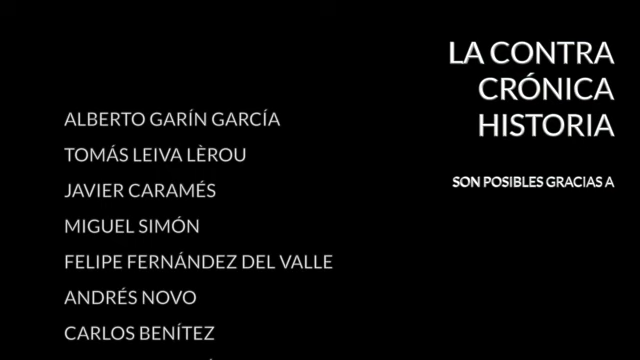 LA CONTRA
CRÓNICA
HISTORIA
SON POSIBLES GRACIAS A
ALBERTO GARÍN GARCÍA
TOMÁS LEIVA LÈROU
JAVIER CARAMÉS
MIGUEL SIMÓN
FELIPE FERNÁNDEZ DEL VALLE
ANDRÉS NOVO
CARLOS BENÍTEZ